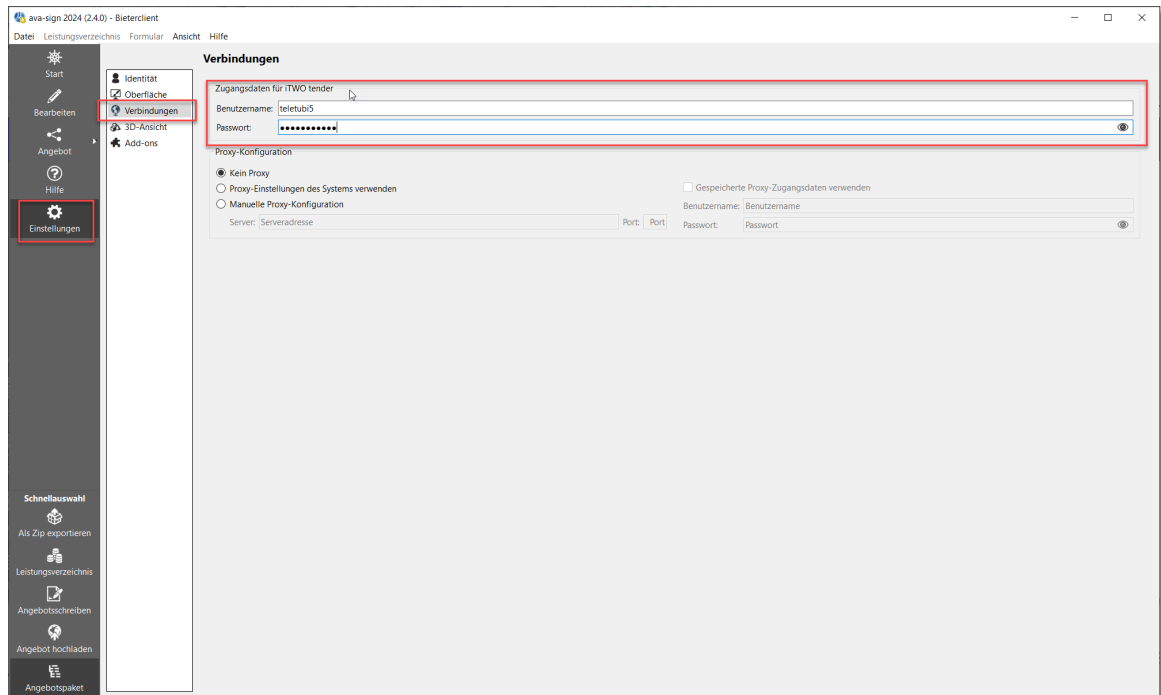 ava-sign 2024 (2.4.0) - Bieterclient
Datei Leistungsverzeichnis Formular Ansicht Hilfe
Start
Bearbeiten
Angebot
Hilfe
Einstellungen
Schnellauswahl
Als Zip exportieren
Leistungsverzeichnis
Angebotsschreiben
Angebot hochladen
Angebotspaket
Identität
Oberfläche
Verbindungen
3D-Ansicht
Add-ons
Verbindungen
Zugangsdaten für iTWO tender
Benutzername: teletubi5
Passwort: ●●●●●●●●●●●
Proxy-Konfiguration
Kein Proxy
Proxy-Einstellungen des Systems verwenden
Manuelle Proxy-Konfiguration
Server: Serveradresse Port: Port
Gespeicherte Proxy-Zugangsdaten verwenden
Benutzername: Benutzername
Passwort: Passwort